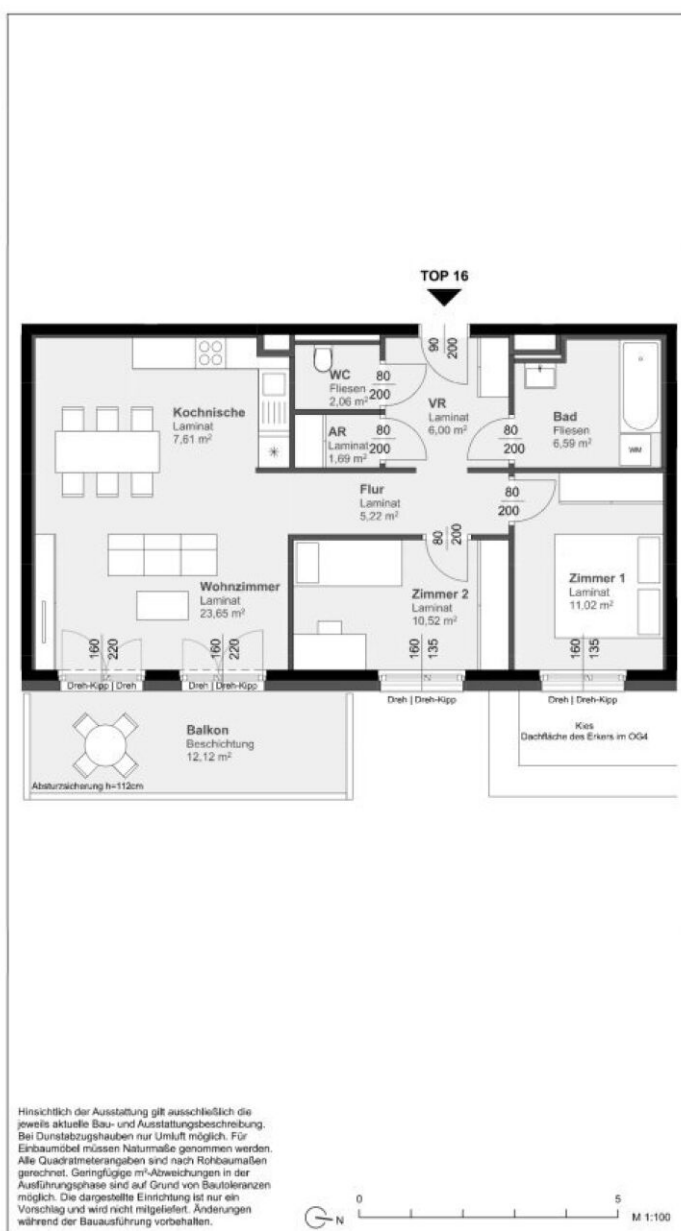 TOP 16
90
200
WC
Fliesen
2,06 m²
80
200
VR
Laminat
6,00 m²
Kochnische
Laminat
7,61 m²
AR
Laminat
1,69 m²
80
200
80
200
Bad
Fliesen
6,59 m²
WM
Flur
Laminat
5,22 m²
80
200
80
200
Wohnzimmer
Laminat
23,65 m²
Zimmer 2
Laminat
10,52 m²
Zimmer 1
Laminat
11,02 m²
160
220
160
220
160
135
160
135
Dreh-Kipp | Dreh
Dreh | Dreh-Kipp
Dreh | Dreh-Kipp
Dreh | Dreh-Kipp
Balkon
Beschichtung
12,12 m²
Absturzsicherung h=112cm
Kies
Dachfläche des Erkers im OG4
Hinsichtlich der Ausstattung gilt ausschließlich die
jeweils aktuelle Bau- und Ausstattungsbeschreibung.
Bei Dunstabzugshauben nur Umluft möglich. Für
Einbaumöbel müssen Naturmaße genommen werden.
Alle Quadratmeterangaben sind nach Rohbaumaßen
gerechnet. Geringfügige m²-Abweichungen in der
Ausführungsphase sind auf Grund von Bautoleranzen
möglich. Die dargestellte Einrichtung ist nur ein
Vorschlag und wird nicht mitgeliefert. Änderungen
während der Bauausführung vorbehalten.
N
0
5
M 1:100